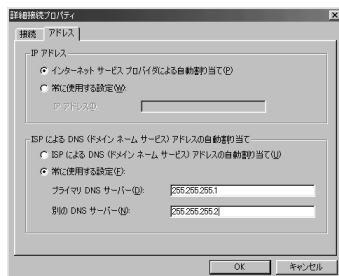 詳細接続プロパティ
接続 アドレス
IP アドレス
インターネット サービス プロバイダによる自動割り当て(P)
常に使用する設定(W):
IP アドレス(I):
ISP による DNS (ドメイン ネーム サービス) アドレスの自動割り当て
ISP による DNS (ドメイン ネーム サービス) アドレスの自動割り当て(U)
常に使用する設定(F):
プライマリ DNS サーバー(D): 255.255.255.1
別の DNS サーバー(N): 255.255.255.2
OK キャンセル